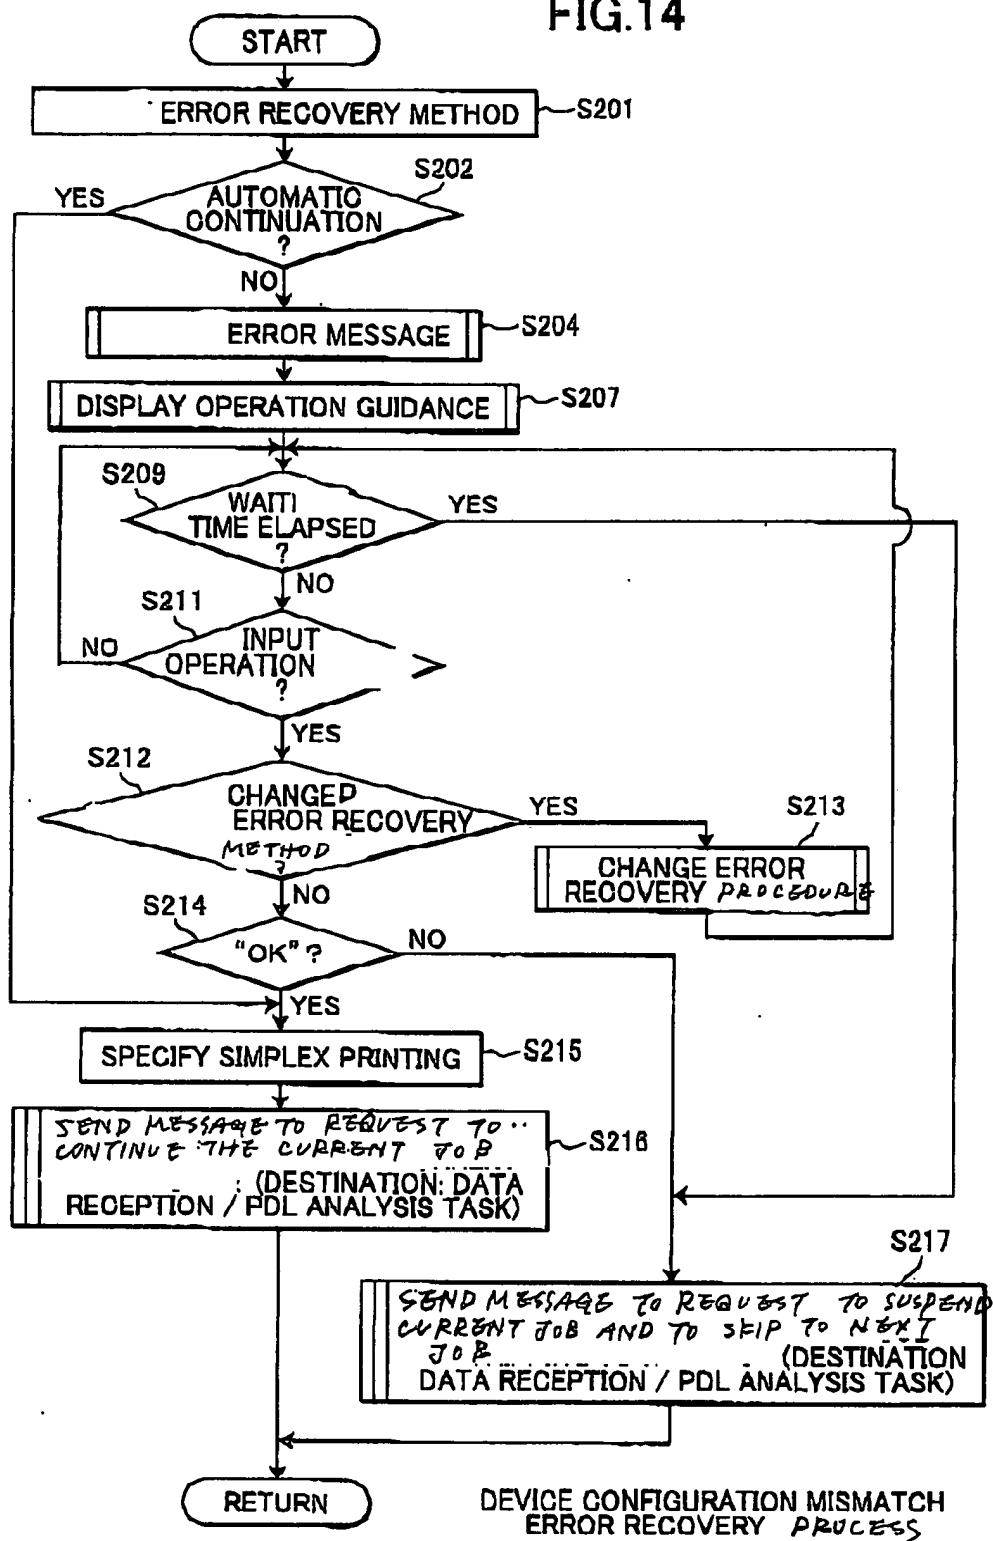 FIG.14
START
ERROR RECOVERY METHOD
S201
S202
YES
AUTOMATIC
CONTINUATION
?
NO
ERROR MESSAGE
S204
DISPLAY OPERATION GUIDANCE
S207
S209
WAITI
TIME ELAPSED
?
YES
NO
S211
INPUT
OPERATION
?
NO
YES
S212
CHANGED
ERROR RECOVERY
METHOD
?
YES
S213
CHANGE ERROR
RECOVERY PROCEDURE
NO
S214
"OK" ?
NO
YES
SPECIFY SIMPLEX PRINTING
S215
SEND MESSAGE TO REQUEST TO
CONTINUE THE CURRENT JOB
: (DESTINATION: DATA
RECEPTION / PDL ANALYSIS TASK)
S216
S217
SEND MESSAGE TO REQUEST TO SUSPEND
CURRENT JOB AND TO SKIP TO NEXT
JOB
(DESTINATION
DATA RECEPTION / PDL ANALYSIS TASK)
RETURN
DEVICE CONFIGURATION MISMATCH
ERROR RECOVERY PROCESS